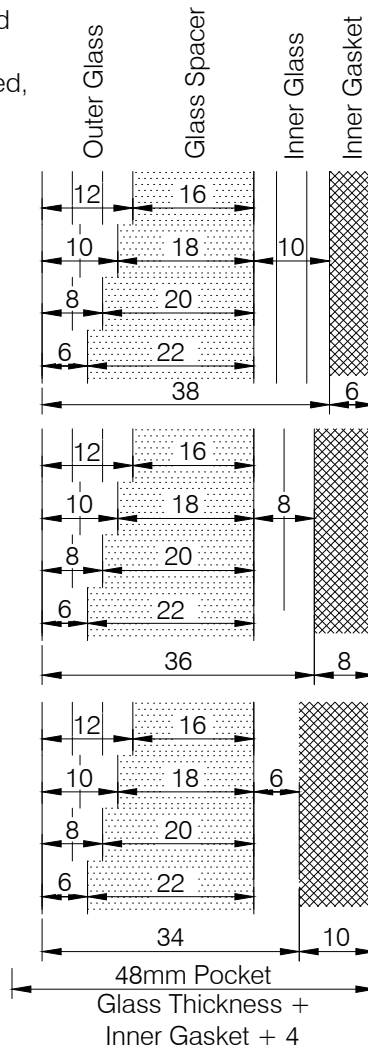 d
ed,
Outer Glass
Glass Spacer
Inner Glass
Inner Gasket
12 16
10 18 10
8 20
6 22
38 6
12 16
10 18 8
8 20
6 22
36 8
12 16
10 18 6
8 20
6 22
34 10
48mm Pocket
Glass Thickness +
Inner Gasket + 4